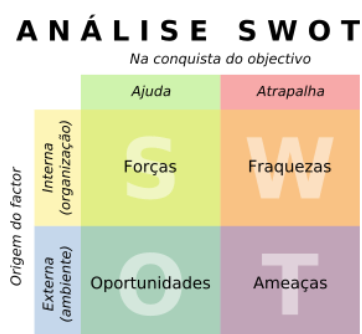 ANÁLISE SWOT
Na conquista do objectivo
Ajuda
Atrapalha
Origem do factor
Interna
(organização)
S
Forças
W
Fraquezas
Externa
(ambiente)
O
Oportunidades
T
Ameaças